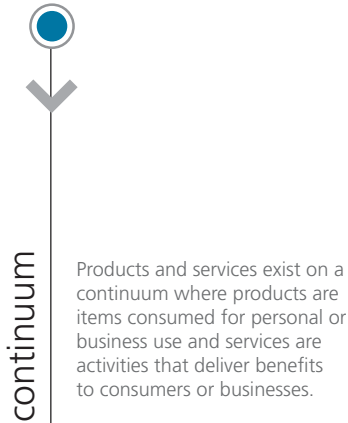 continuum
Products and services exist on a
continuum where products are
items consumed for personal or
business use and services are
activities that deliver benefits
to consumers or businesses.